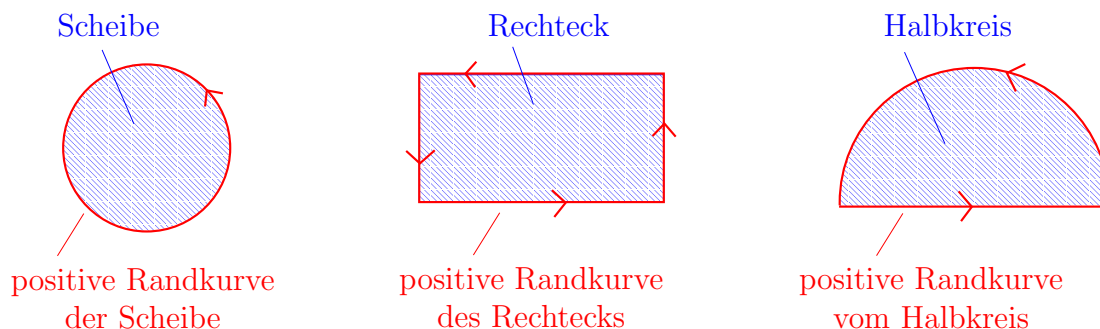 Scheibe
Rechteck
Halbkreis
positive Randkurve
der Scheibe
positive Randkurve
des Rechtecks
positive Randkurve
vom Halbkreis